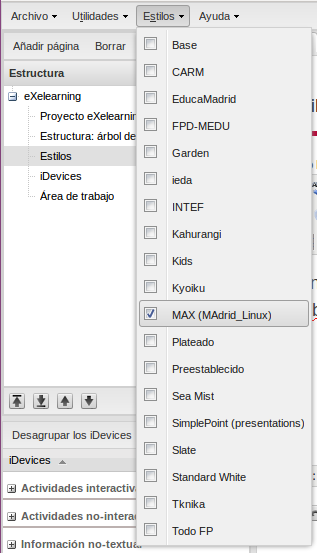 Archivo Utilidades Estilos Ayuda
Añadir página Borrar
Estructura
eXelearning
Proyecto eXelearnin
Estructura: árbol de
Estilos
iDevices
Área de trabajo
Desagrupar los iDevices
iDevices
Actividades interactiv
Actividades no-intera
Información no-textual
Base
CARM
EducaMadrid
FPD-MEDU
Garden
ieda
INTEF
Kahurangi
Kids
Kyoiku
MAX (MAdrid_Linux)
Plateado
Preestablecido
Sea Mist
SimplePoint (presentations)
Slate
Standard White
Tknika
Todo FP